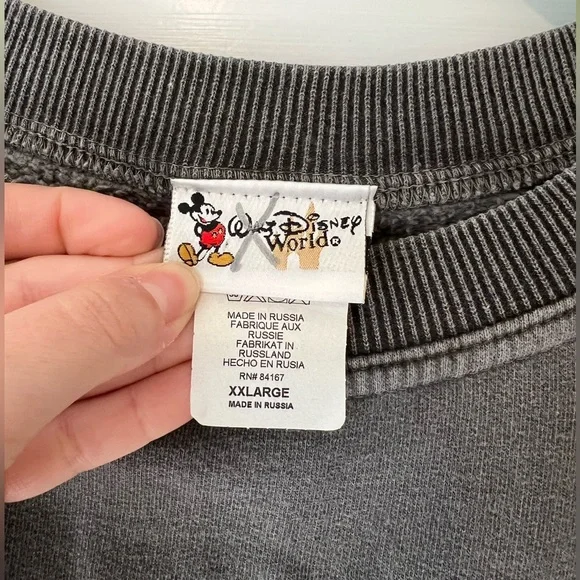 Walt Disney
World®
MADE IN RUSSIA
FABRIQUE AUX
RUSSIE
FABRIKAT IN
RUSSLAND
HECHO EN RUSIA
RN# 84167
XXLARGE
MADE IN RUSSIA